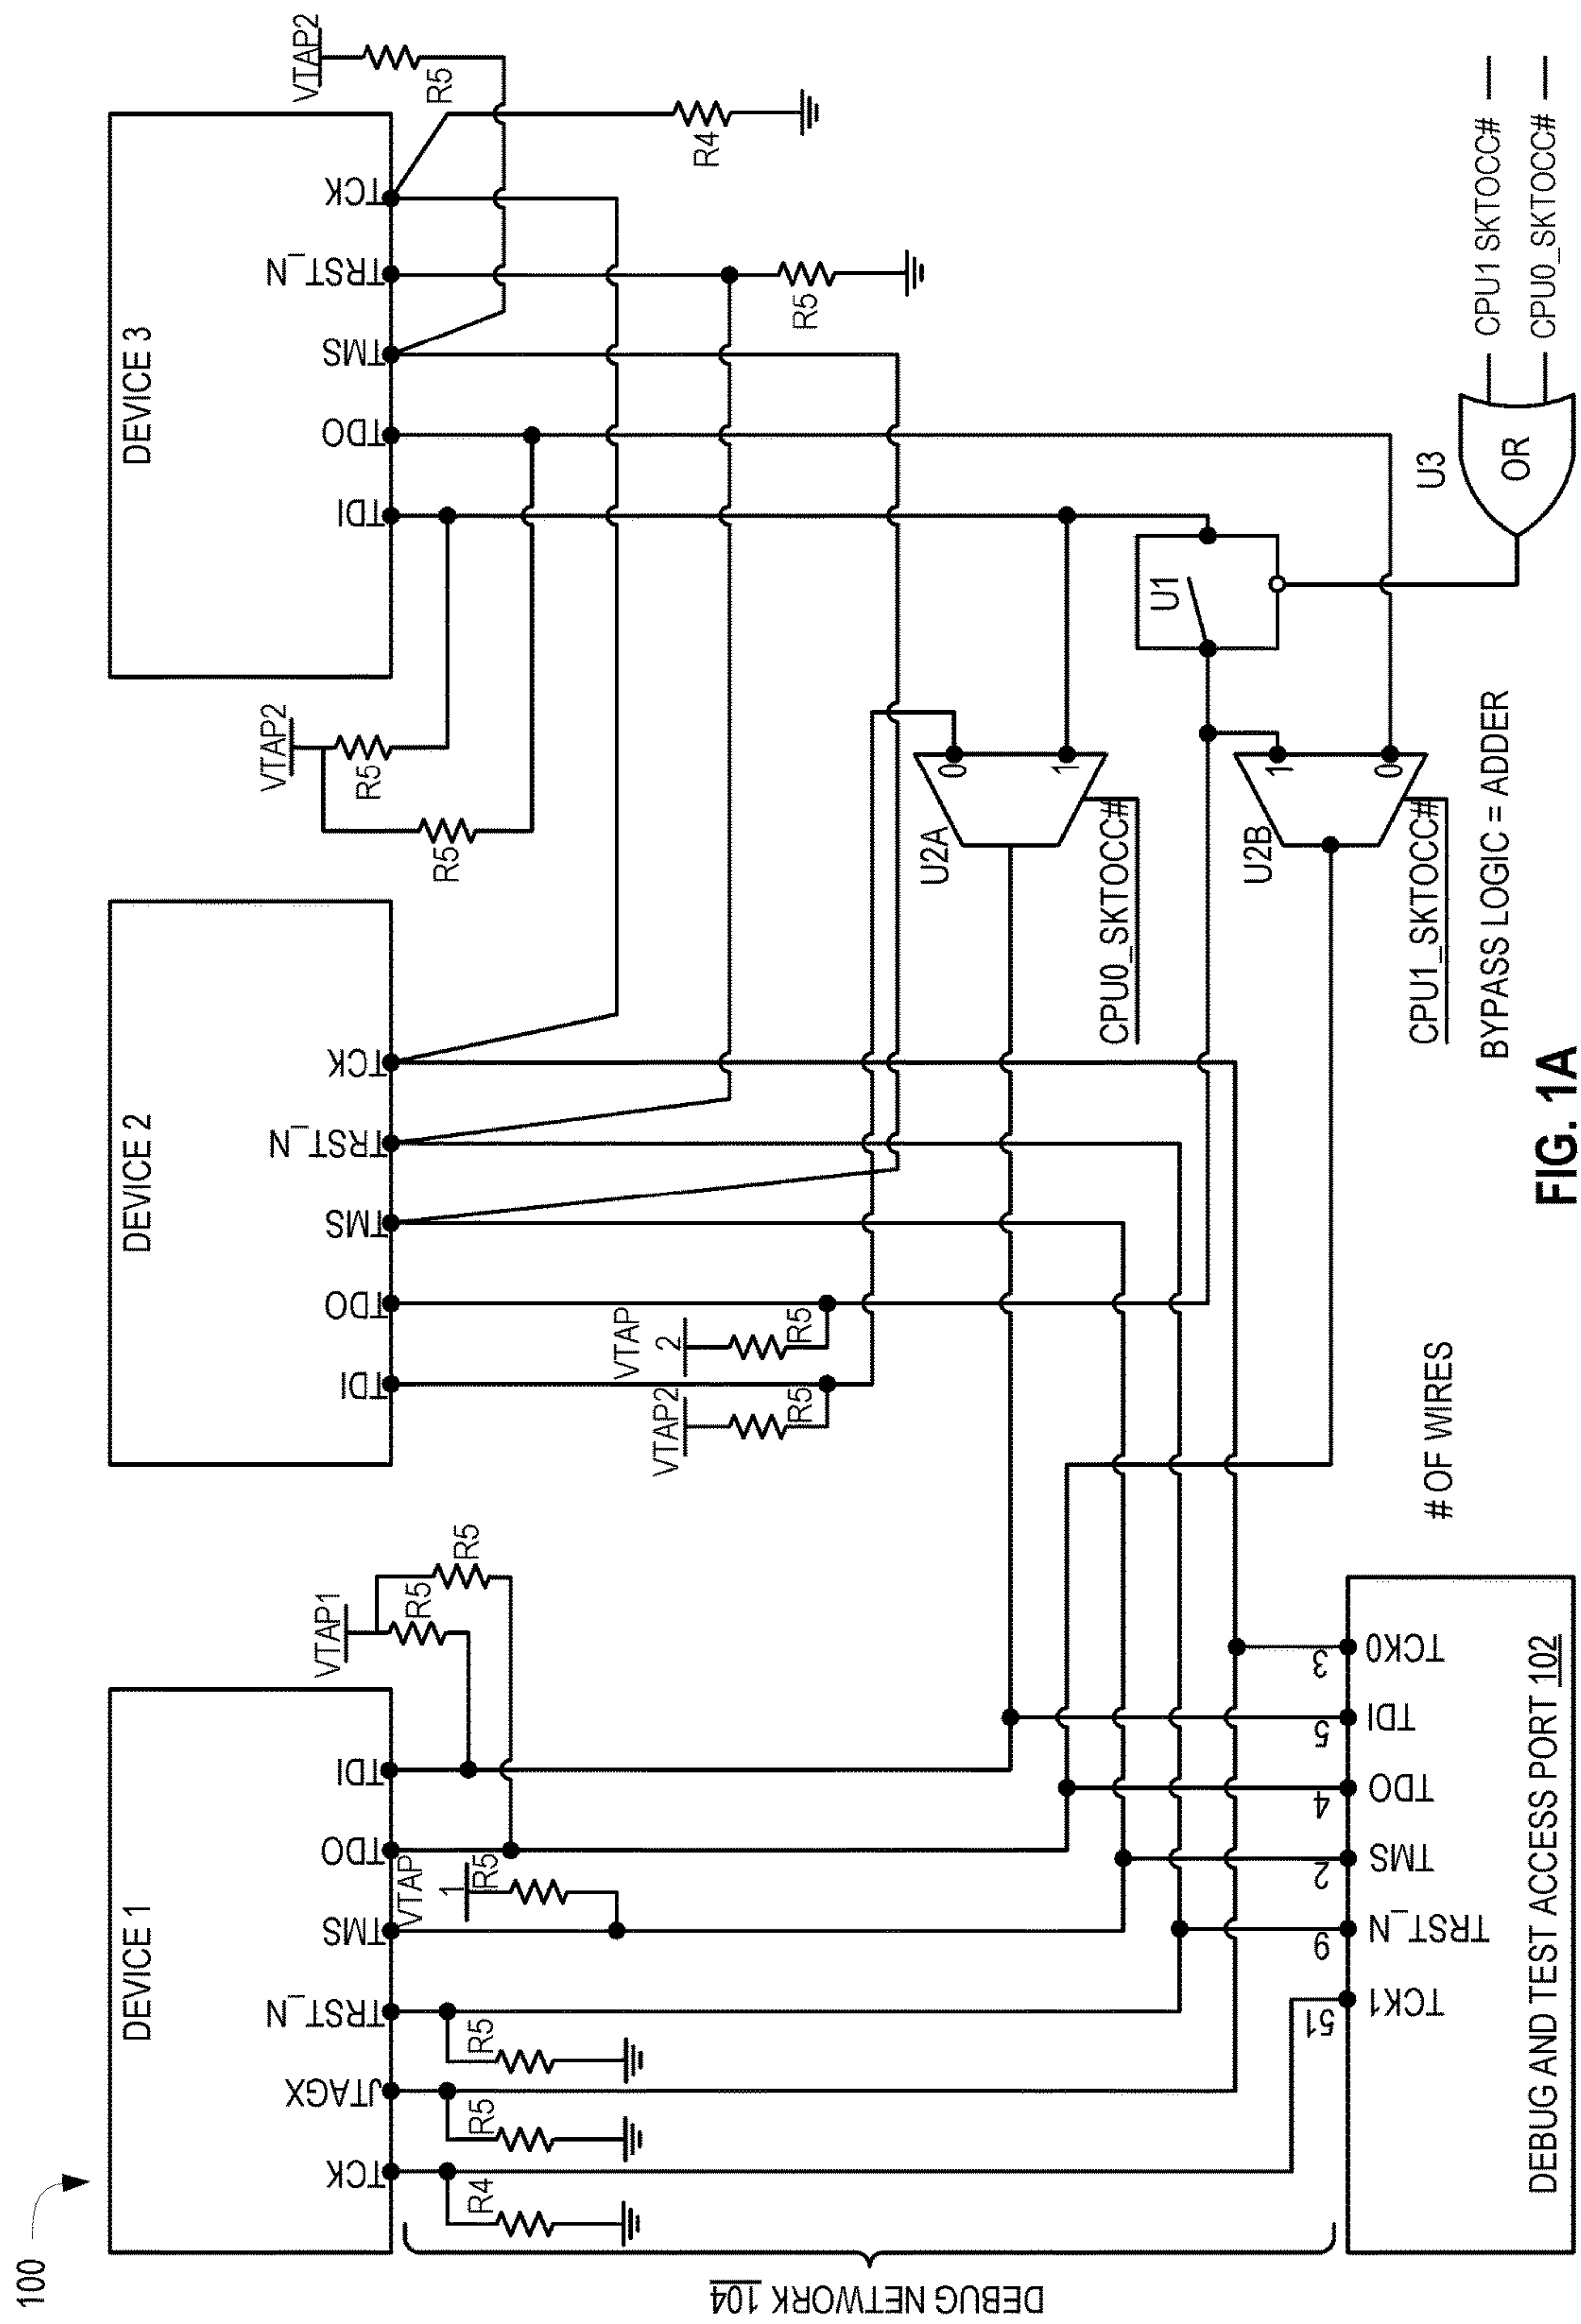 100
DEVICE 1
TCK
JTAGX
TRST_N
TMS
TDO
TDI
R4
R5
R5
VTAP
1
R5
VTAP1
R5
R5
DEVICE 2
TDI
TDO
TMS
TRST_N
TCK
VTAP2
R5
VTAP
2
R5
DEVICE 3
TDI
TDO
TMS
TRST_N
TCK
VTAP2
R5
R5
VTAP2
R5
R4
R5
DEBUG NETWORK 104
U2A
0
1
CPU0_SKTOCC#
U1
U2B
1
0
CPU1_SKTOCC#
U3
OR
CPU1 SKTOCC#
CPU0_SKTOCC#
BYPASS LOGIC = ADDER
# OF WIRES
51
9
2
4
5
3
TCK1
TRST_N
TMS
TDO
TDI
TCK0
DEBUG AND TEST ACCESS PORT 102
FIG. 1A